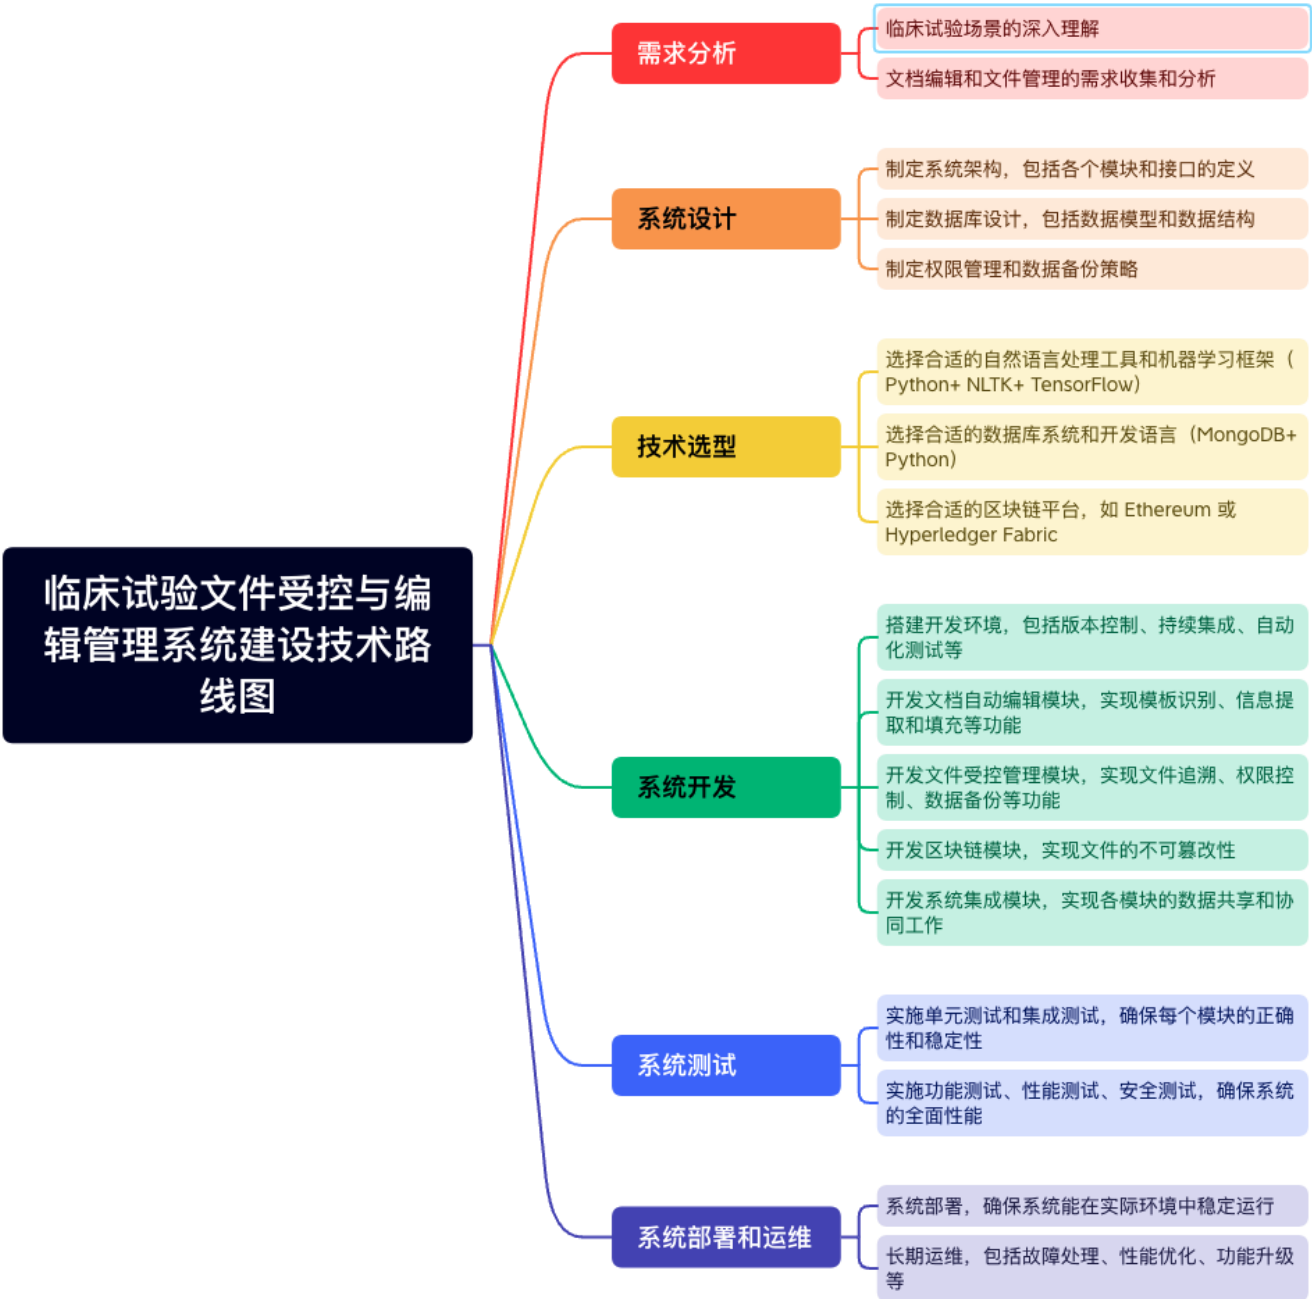 临床试验文件受控与编
辑管理系统建设技术路
线图
需求分析
临床试验场景的深入理解
文档编辑和文件管理的需求收集和分析
系统设计
制定系统架构，包括各个模块和接口的定义
制定数据库设计，包括数据模型和数据结构
制定权限管理和数据备份策略
技术选型
选择合适的自然语言处理工具和机器学习框架（
Python+ NLTK+ TensorFlow）
选择合适的数据库系统和开发语言（MongoDB+
Python）
选择合适的区块链平台，如 Ethereum 或
Hyperledger Fabric
系统开发
搭建开发环境，包括版本控制、持续集成、自动
化测试等
开发文档自动编辑模块，实现模板识别、信息提
取和填充等功能
开发文件受控管理模块，实现文件追溯、权限控
制、数据备份等功能
开发区块链模块，实现文件的不可篡改性
开发系统集成模块，实现各模块的数据共享和协
同工作
系统测试
实施单元测试和集成测试，确保每个模块的正确
性和稳定性
实施功能测试、性能测试、安全测试，确保系统
的全面性能
系统部署和运维
系统部署，确保系统能在实际环境中稳定运行
长期运维，包括故障处理、性能优化、功能升级
等